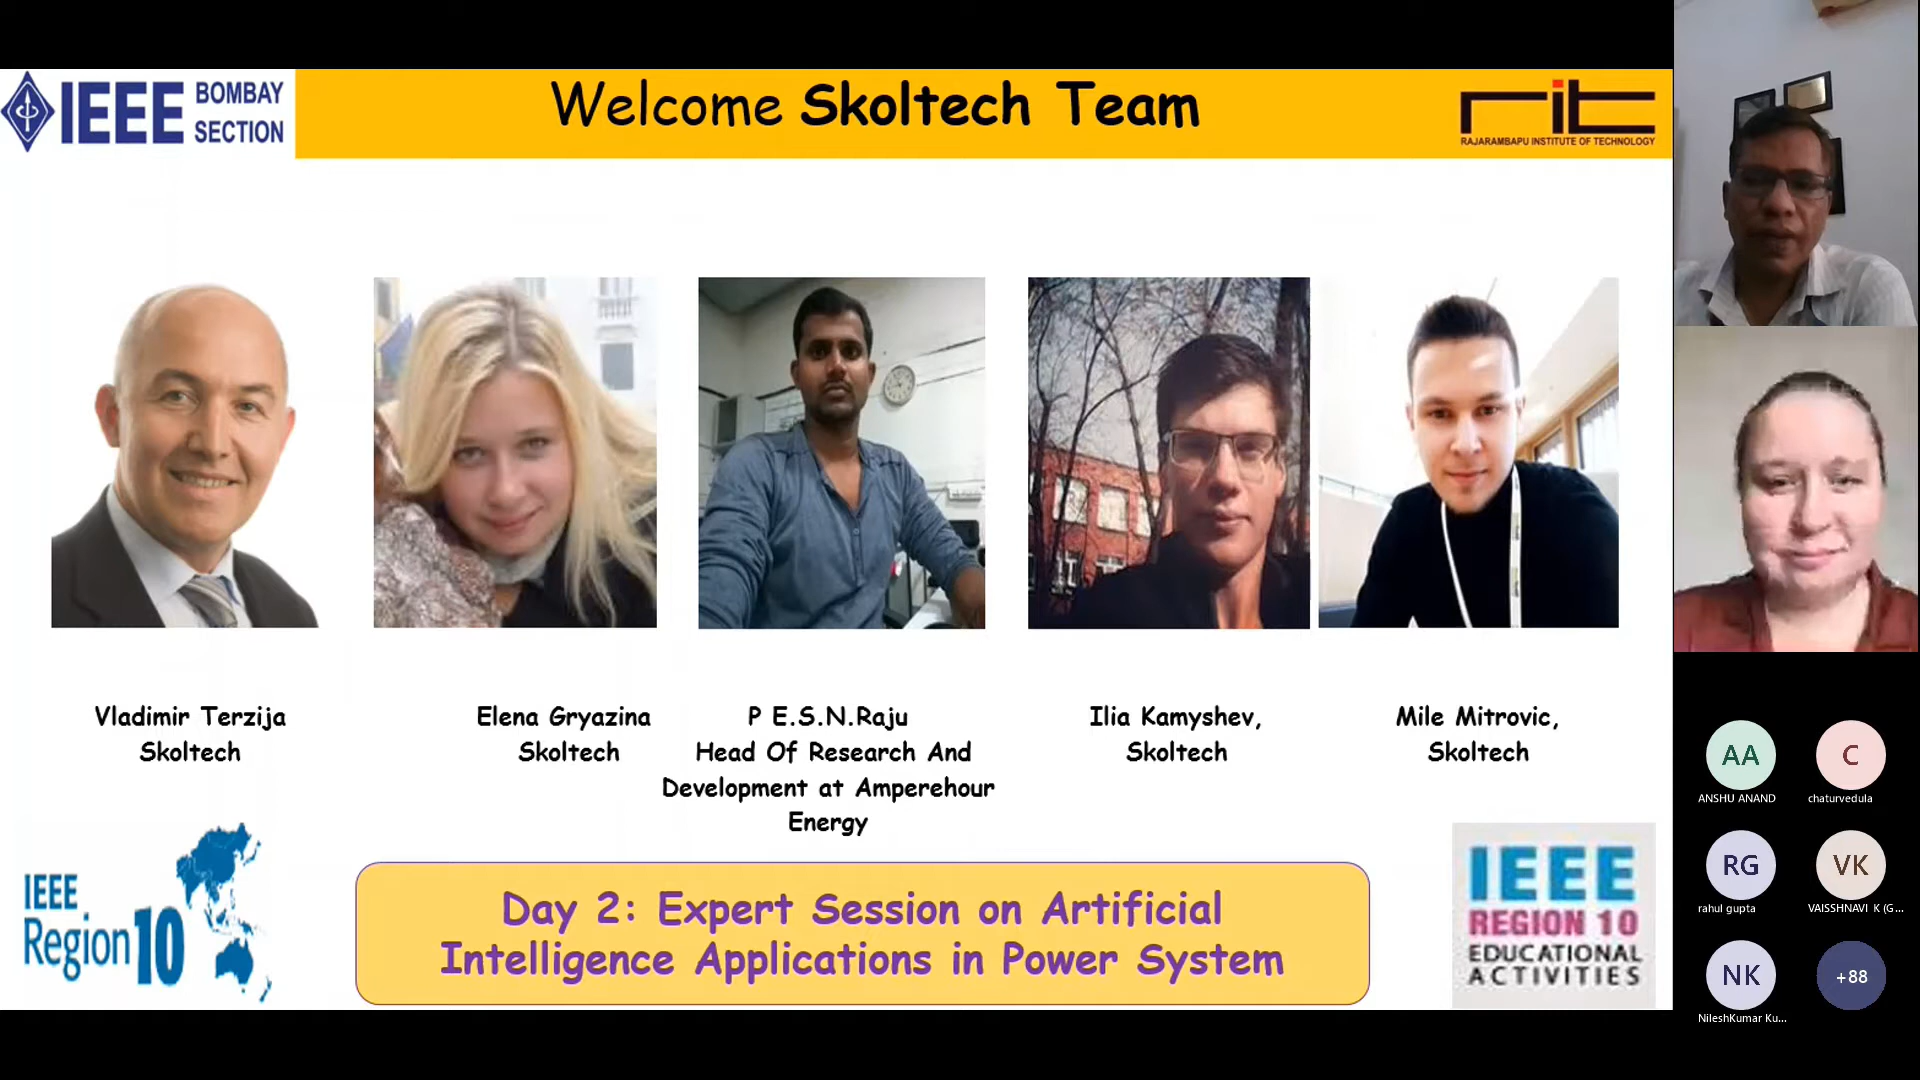 IEEE BOMBAY
SECTION
Welcome Skoltech Team
rit
RAJARAMBAPU INSTITUTE OF TECHNOLOGY
Vladimir Terzija
Skoltech
Elena Gryazina
Skoltech
P E.S.N.Raju
Head Of Research And
Development at Amperehour
Energy
Ilia Kamyshev,
Skoltech
Mile Mitrovic,
Skoltech
IEEE
Region 10
Day 2: Expert Session on Artificial
Intelligence Applications in Power System
IEEE
REGION 10
EDUCATIONAL
ACTIVITIES
AA
ANSHU ANAND
C
chaturvedula
RG
rahul gupta
VK
VAISSHNAVI K (G...
NK
NileshKumar Ku...
+88